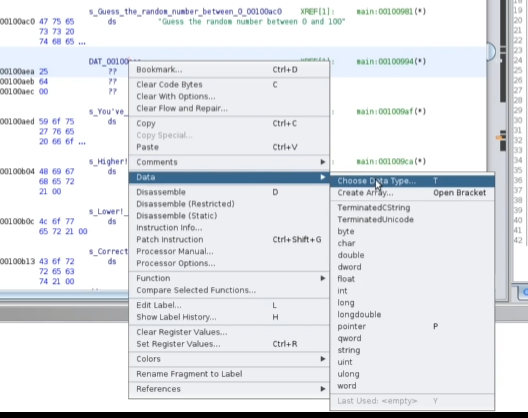 s_Guess_the_random_number_between_0_00100ac0 XREF[1]: main:00100981(*)
00100ac0 47 75 65 ds "Guess the random number between 0 and 100"
73 73 20
74 68 65 ...
DAT_00100 main:00100994(*)
00100aea 25 ??
00100aeb 64 ??
00100aec 00 ??
s_You've_ main:001009af(*)
00100aed 59 6f 75 ds
27 76 65
20 66 6f ...
s_Higher! main:001009ca(*)
00100b04 48 69 67 ds
68 65 72
21 00
s_Lower!_
00100b0c 4c 6f 77 ds
65 72 21 00
s_Correct
00100b13 43 6f 72 ds
72 65 63
74 21 00
Bookmark... Ctrl+D
Clear Code Bytes C
Clear With Options...
Clear Flow and Repair...
Copy Ctrl+C
Copy Special...
Paste Ctrl+V
Comments
Data
Disassemble D
Disassemble (Restricted)
Disassemble (Static)
Instruction Info...
Patch Instruction Ctrl+Shift+G
Processor Manual...
Processor Options...
Function
Compare Selected Functions...
Edit Label... L
Show Label History... H
Clear Register Values...
Set Register Values... Ctrl+R
Colors
Rename Fragment to Label
References
Choose Data Type... T
Create Array... Open Bracket
TerminatedCString
TerminatedUnicode
byte
char
double
dword
float
int
long
longdouble
pointer P
qword
string
uint
ulong
word
Last Used: <empty> Y
19
20
21
22
23
24
25
26
27
28
29
30
31
32
33
34
35
36
37
38
39
40
41
42